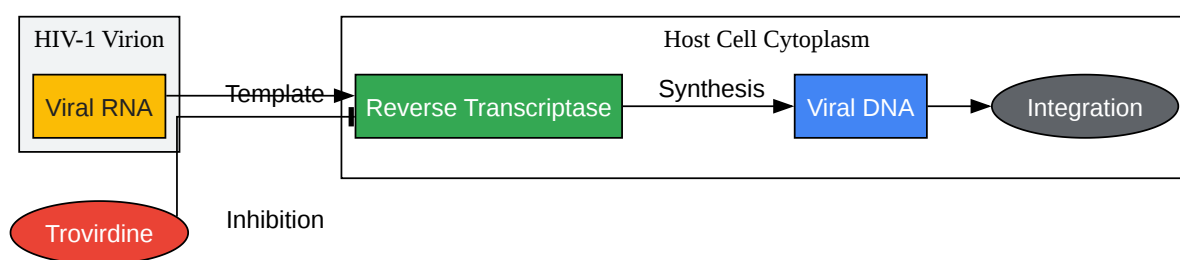 HIV-1 Virion
Host Cell Cytoplasm
Viral RNA
Template
Reverse Transcriptase
Synthesis
Viral DNA
Integration
Trovirdine
Inhibition